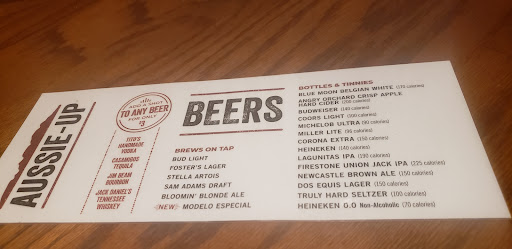 AUSSIE-UP
ADD A SHOT
TO ANY BEER
FOR ONLY
$3
TITO'S
HANDMADE
VODKA
CASAMIGOS
TEQUILA
JIM BEAM
BOURBON
JACK DANIEL'S
TENNESSEE
WHISKEY
BEERS
BREWS ON TAP
BUD LIGHT
FOSTER'S LAGER
STELLA ARTOIS
SAM ADAMS DRAFT
BLOOMIN' BLONDE ALE
NEW MODELO ESPECIAL
BOTTLES & TINNIES
BLUE MOON BELGIAN WHITE (170 calories)
ANGRY ORCHARD CRISP APPLE
HARD CIDER (200 calories)
BUDWEISER (140 calories)
COORS LIGHT (100 calories)
MICHELOB ULTRA (90 calories)
MILLER LITE (90 calories)
CORONA EXTRA (150 calories)
HEINEKEN (140 calories)
LAGUNITAS IPA (190 calories)
FIRESTONE UNION JACK IPA (225 calories)
NEWCASTLE BROWN ALE (150 calories)
DOS EQUIS LAGER (150 calories)
TRULY HARD SELTZER (100 calories)
HEINEKEN 0.0 Non-Alcoholic (70 calories)